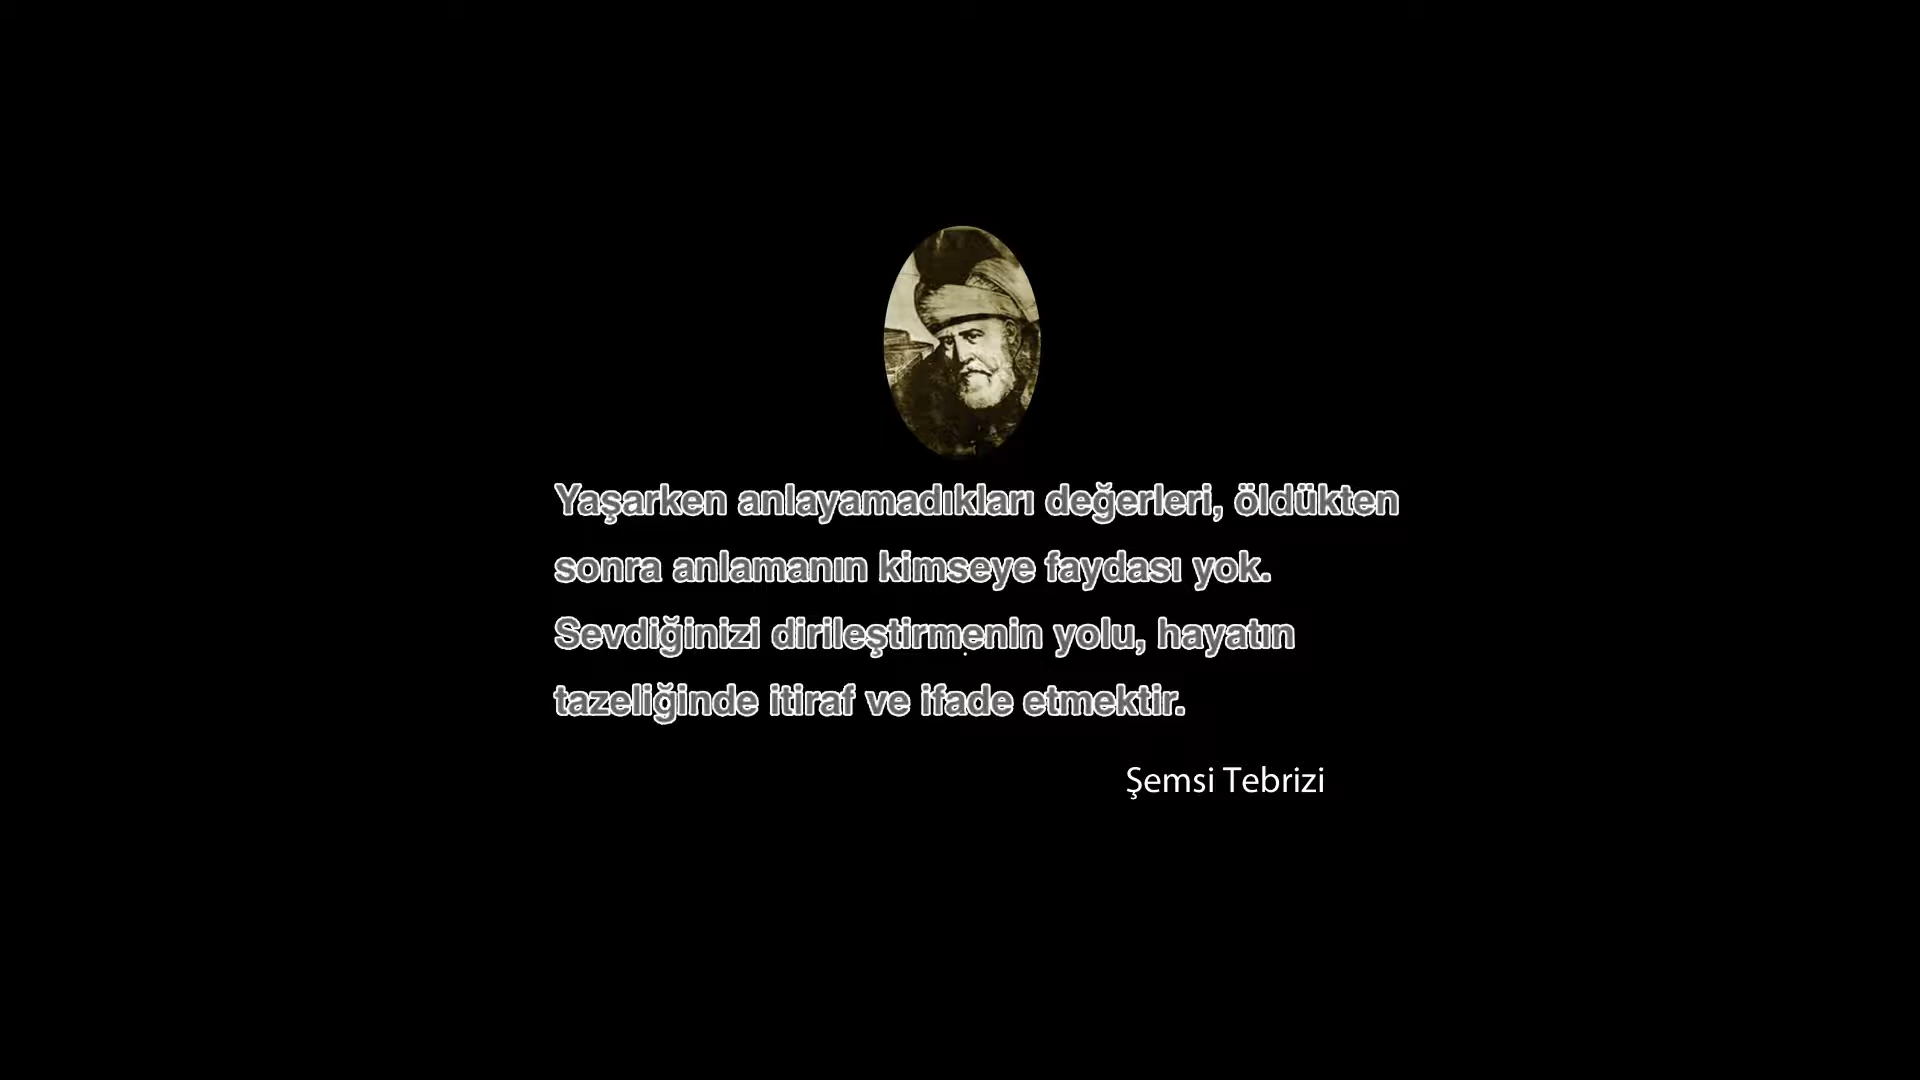 Yaşarken anlayamadıkları değerleri, öldükten
sonra anlamanın kimseye faydası yok.
Sevdiğinizi dirileştirmenin yolu, hayatın
tazeliğinde itiraf ve ifade etmektir.
Şemsi Tebrizi